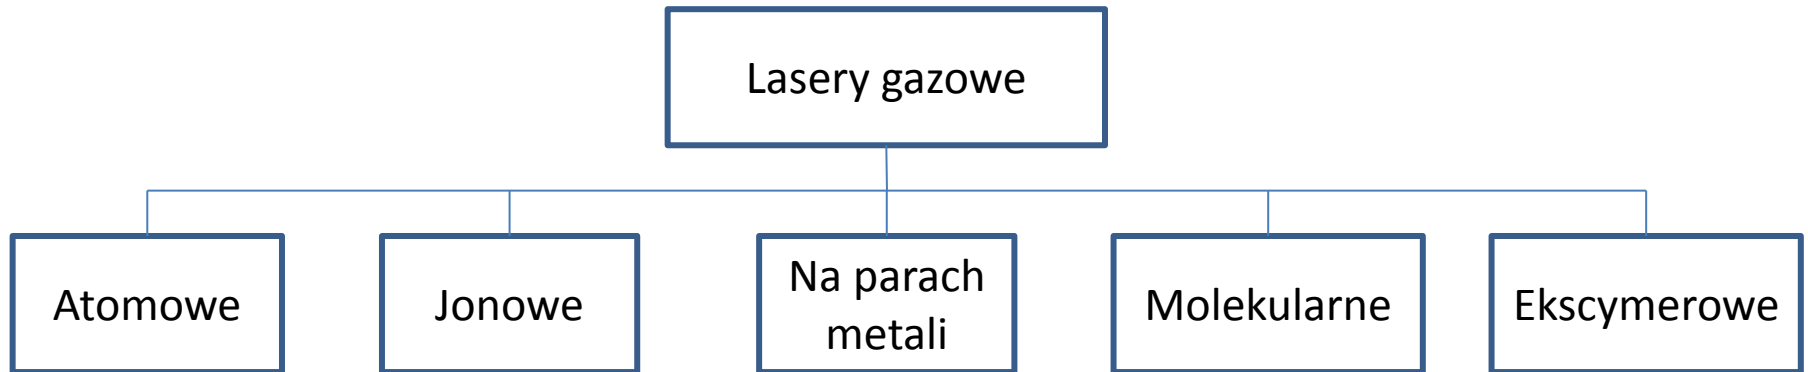 Lasery gazowe
Atomowe
Jonowe
Na parach
metali
Molekularne
Ekscymerowe